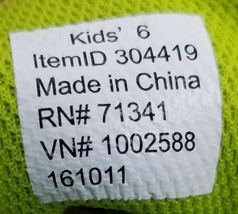 Kids' 6
ItemID 304419
Made in China
RN# 71341
VN# 1002588
161011